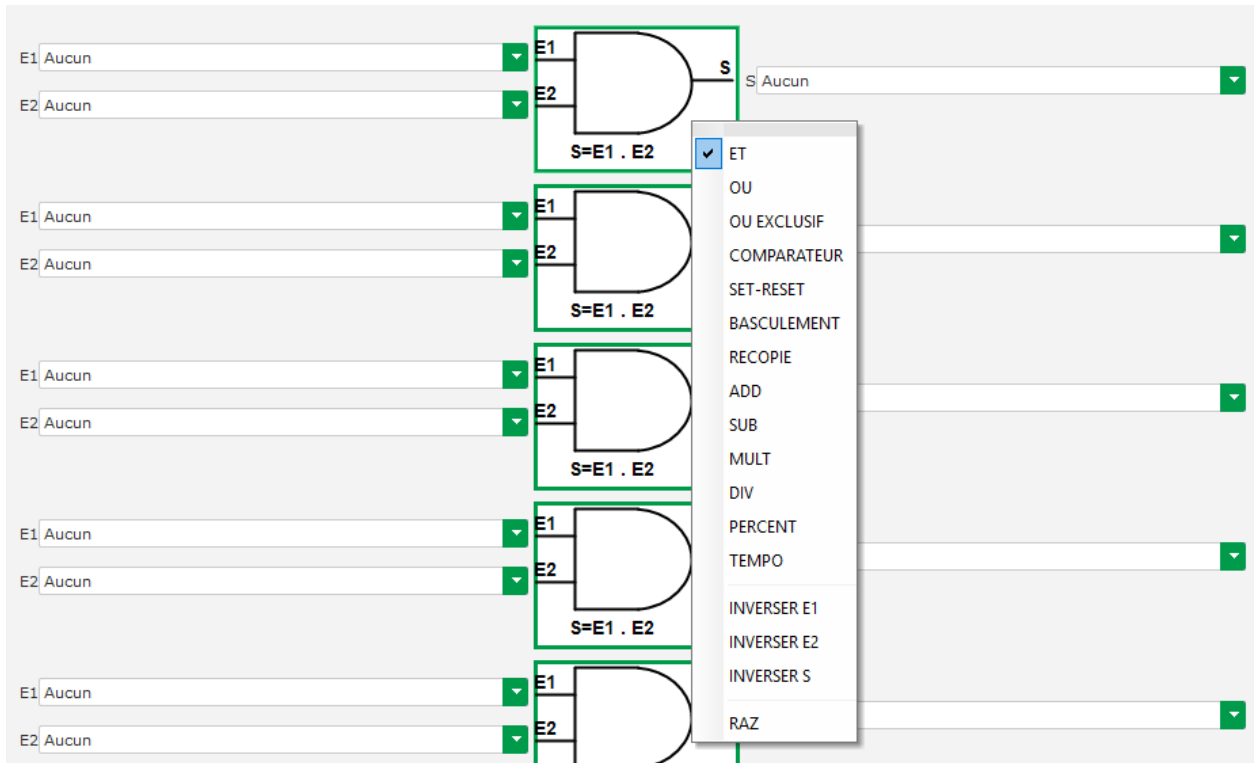 E1 Aucun E1
S S Aucun
E2 Aucun E2
S=E1 . E2
ET
OU
OU EXCLUSIF
COMPARATEUR
SET-RESET
BASCULEMENT
RECOPIE
ADD
SUB
MULT
DIV
PERCENT
TEMPO
INVERSER E1
INVERSER E2
INVERSER S
RAZ
E1 Aucun E1
E2 Aucun E2
S=E1 . E2
E1 Aucun E1
E2 Aucun E2
S=E1 . E2
E1 Aucun E1
E2 Aucun E2
S=E1 . E2
E1 Aucun E1
E2 Aucun E2